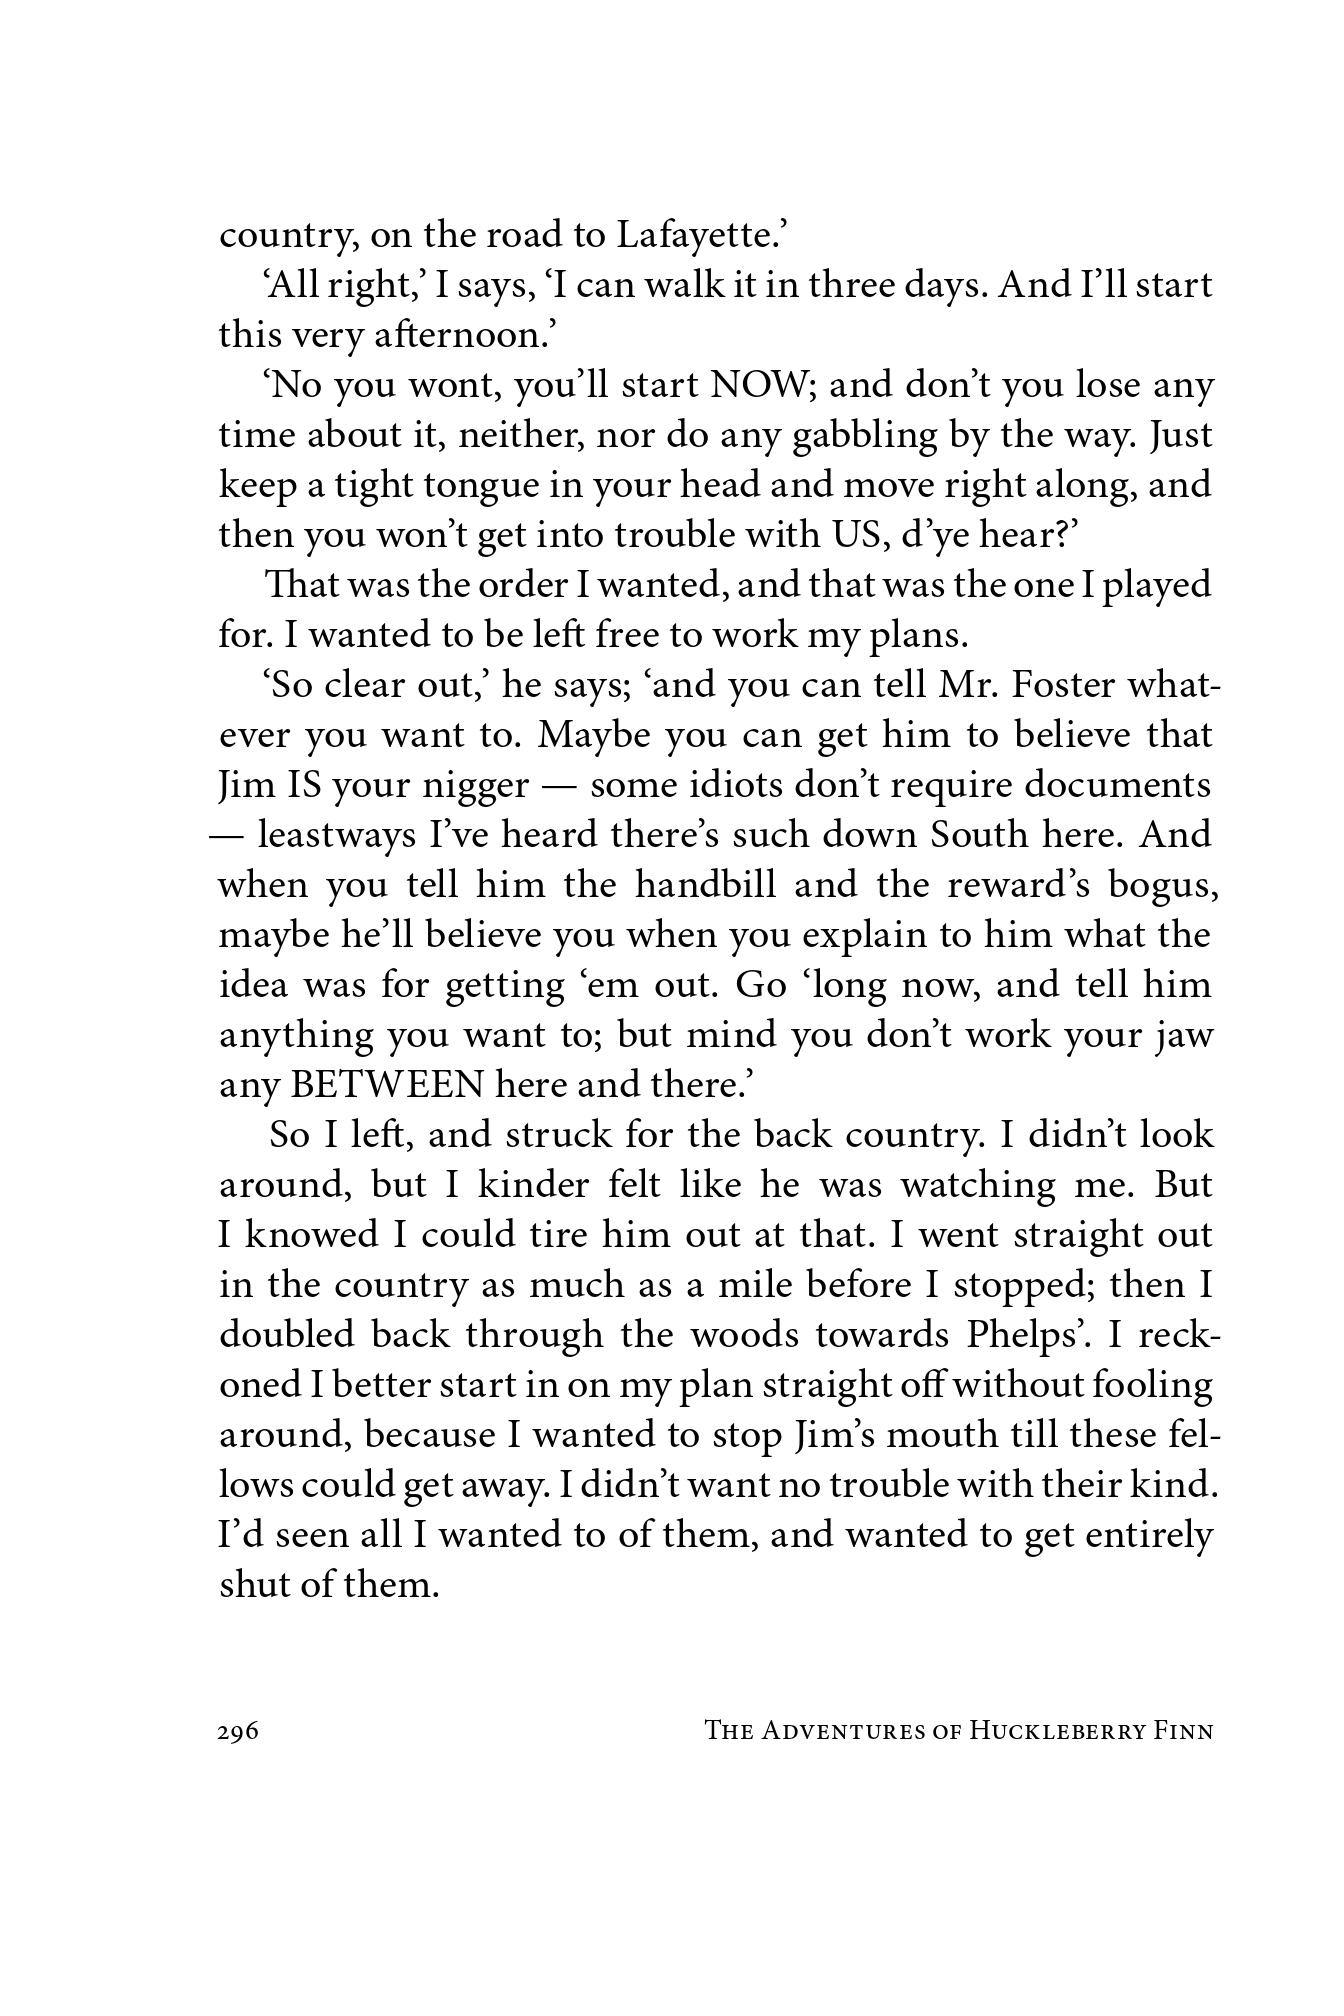 country, on the road to Lafayette.’
‘All right,’ I says, ‘I can walk it in three days. And I’ll start
this very afternoon.’
‘No you wont, you’ll start NOW; and don’t you lose any
time about it, neither, nor do any gabbling by the way. Just
keep a tight tongue in your head and move right along, and
then you won’t get into trouble with US, d’ye hear?’
That was the order I wanted, and that was the one I played
for. I wanted to be left free to work my plans.
‘So clear out,’ he says; ‘and you can tell Mr. Foster what-
ever you want to. Maybe you can get him to believe that
Jim IS your nigger — some idiots don’t require documents
— leastways I’ve heard there’s such down South here. And
when you tell him the handbill and the reward’s bogus,
maybe he’ll believe you when you explain to him what the
idea was for getting ‘em out. Go ‘long now, and tell him
anything you want to; but mind you don’t work your jaw
any BETWEEN here and there.’
So I left, and struck for the back country. I didn’t look
around, but I kinder felt like he was watching me. But
I knowed I could tire him out at that. I went straight out
in the country as much as a mile before I stopped; then I
doubled back through the woods towards Phelps’. I reck-
oned I better start in on my plan straight off without fooling
around, because I wanted to stop Jim’s mouth till these fel-
lows could get away. I didn’t want no trouble with their kind.
I’d seen all I wanted to of them, and wanted to get entirely
shut of them.
296 The Adventures of Huckleberry Finn